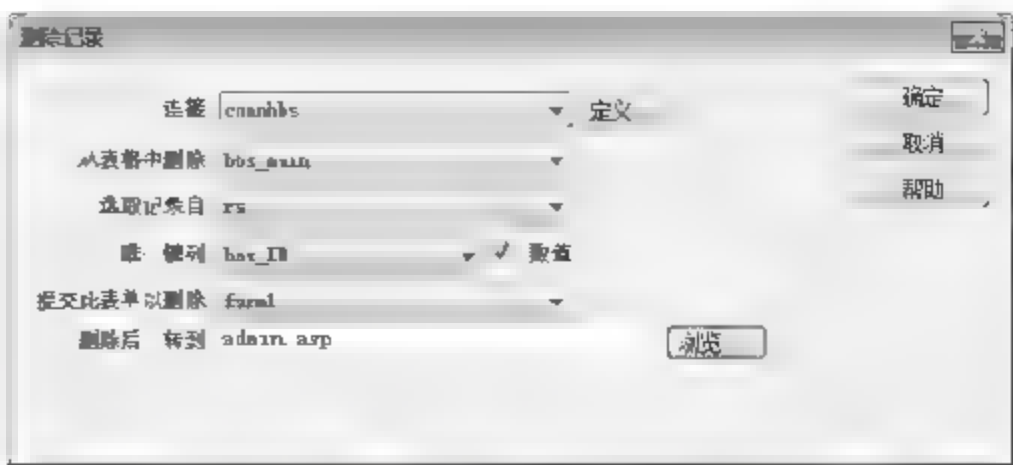 删除记录
连接 connbbs 定义 确定
从表格中删除 bbs_main 取消
选取记录自 rs 帮助
唯一键列 bbs_ID ✓ 数值
提交此表单以删除 form1
删除后，转到 admin.asp 浏览